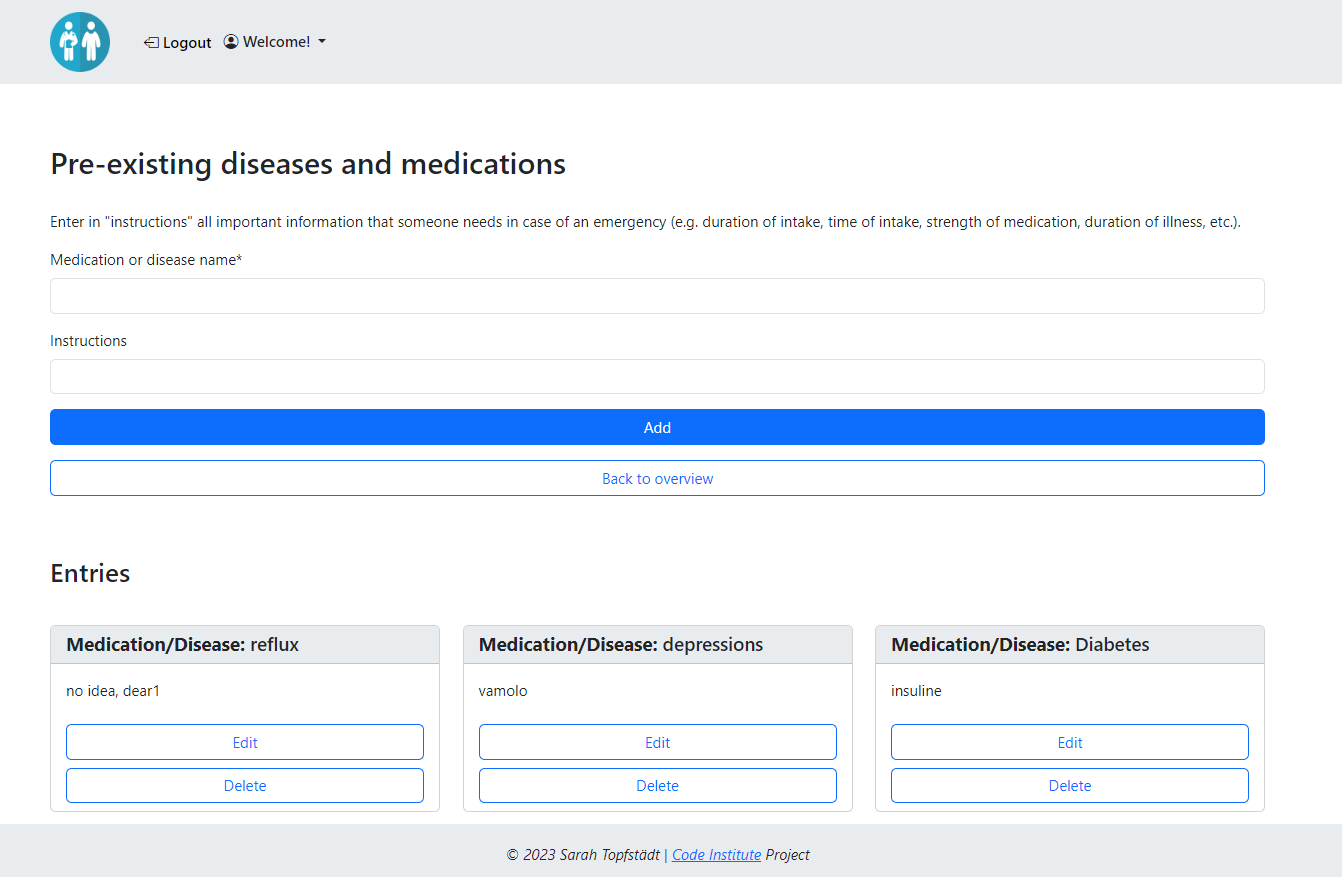 Logout Welcome!
Pre-existing diseases and medications
Enter in "instructions" all important information that someone needs in case of an emergency (e.g. duration of intake, time of intake, strength of medication, duration of illness, etc.).
Medication or disease name*
Instructions
Add
Back to overview
Entries
Medication/Disease: reflux
no idea, dear1
Edit
Delete
Medication/Disease: depressions
vamolo
Edit
Delete
Medication/Disease: Diabetes
insuline
Edit
Delete
© 2023 Sarah Topfstädt | Code Institute Project